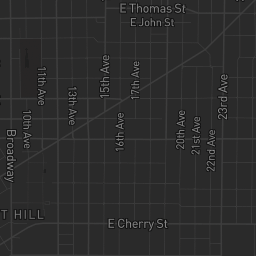 E Thomas St
E John St
11th Ave
15th Ave
17th Ave
10th Ave
13th Ave
16th Ave
20th Ave
21st Ave
22nd Ave
23rd Ave
Broadway
T HILL
E Cherry St